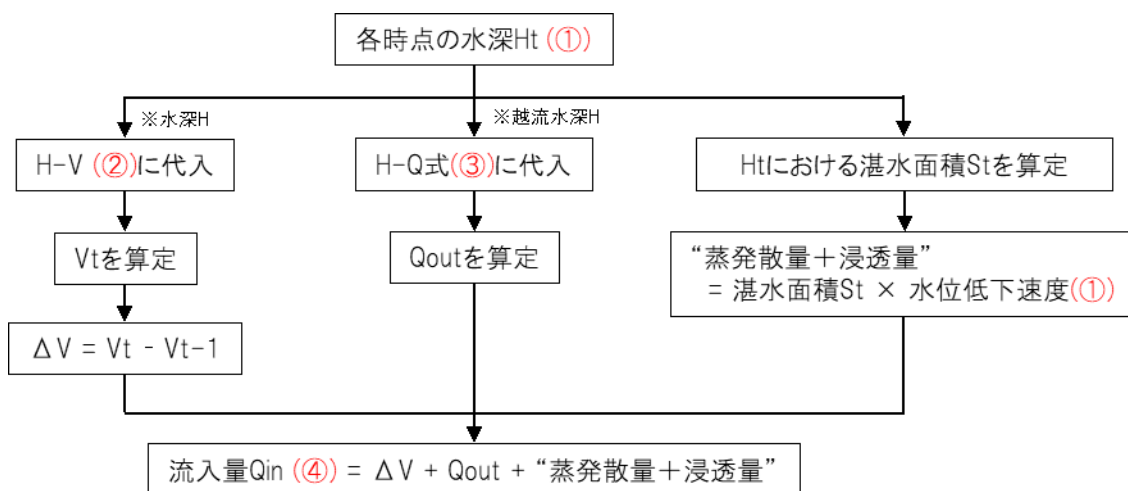 各時点の水深Ht (①)
※水深H
※越流水深H
H-V (②)に代入
H-Q式(③)に代入
Htにおける湛水面積Stを算定
Vtを算定
Qoutを算定
“蒸発散量＋浸透量”
= 湛水面積St × 水位低下速度(①)
ΔV = Vt - Vt-1
流入量Qin (④) = ΔV + Qout + “蒸発散量＋浸透量”